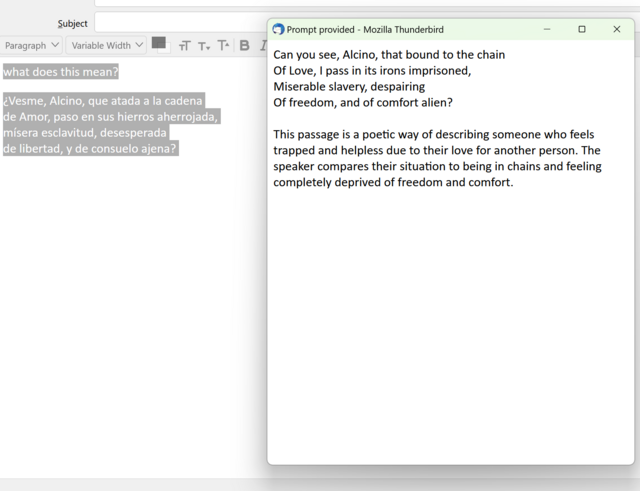 Subject
Paragraph
Variable Width
B
what does this mean?
¿Vesme, Alcino, que atada a la cadena
de Amor, paso en sus hierros aherrojada,
mísera esclavitud, desesperada
de libertad, y de consuelo ajena?
Prompt provided - Mozilla Thunderbird
Can you see, Alcino, that bound to the chain
Of Love, I pass in its irons imprisoned,
Miserable slavery, despairing
Of freedom, and of comfort alien?
This passage is a poetic way of describing someone who feels
trapped and helpless due to their love for another person. The
speaker compares their situation to being in chains and feeling
completely deprived of freedom and comfort.